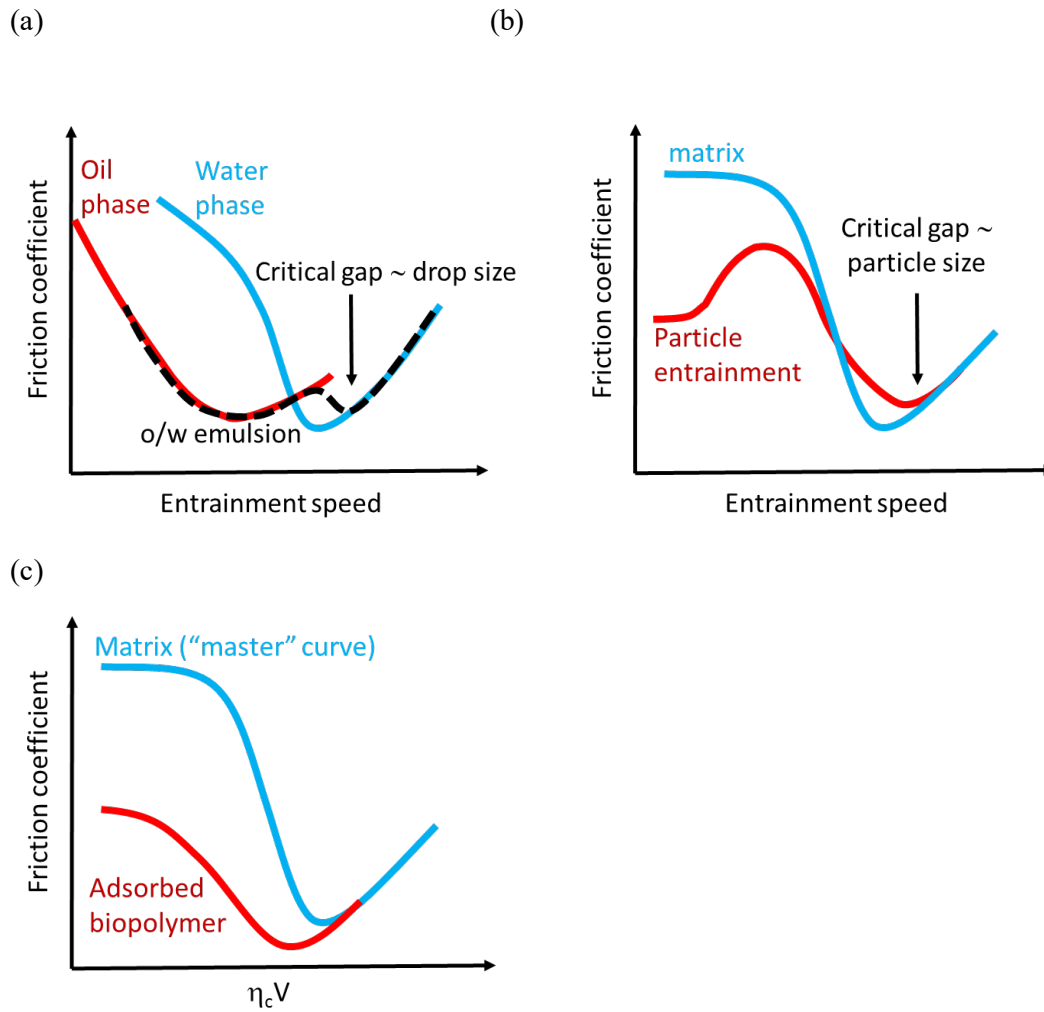 (a)
Friction coefficient
Oil
phase
Water
phase
Critical gap ~ drop size
o/w emulsion
Entrainment speed
(b)
Friction coefficient
matrix
Critical gap ~
particle size
Particle
entrainment
Entrainment speed
(c)
Friction coefficient
Matrix (“master” curve)
Adsorbed
biopolymer
ηcV